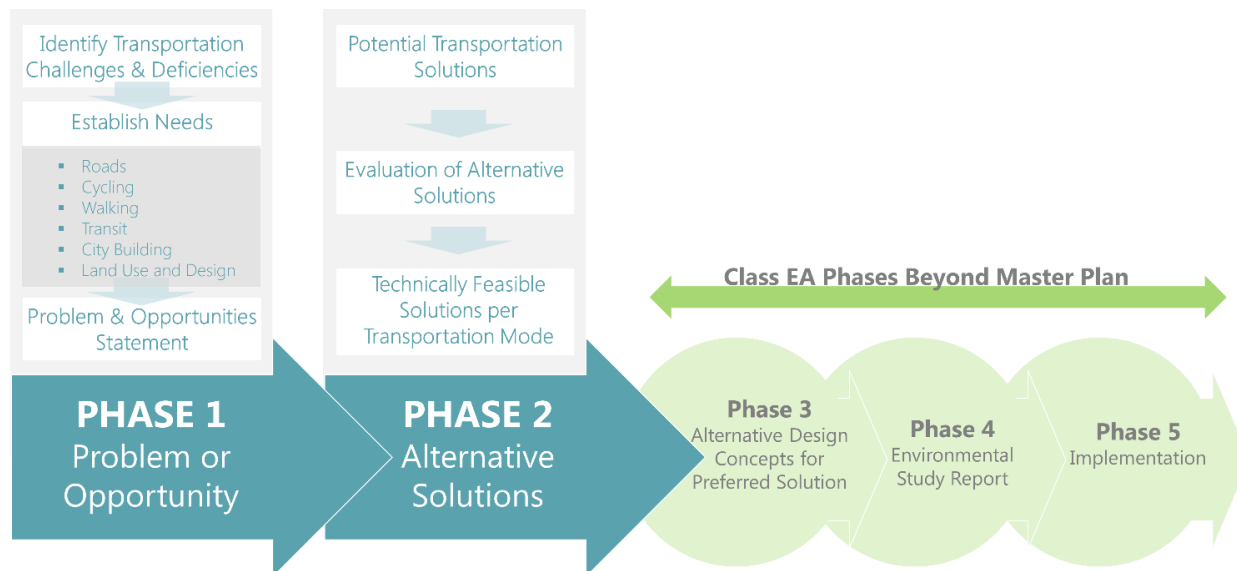 Identify Transportation
Challenges & Deficiencies
Establish Needs
▪ Roads
▪ Cycling
▪ Walking
▪ Transit
▪ City Building
▪ Land Use and Design
Problem & Opportunities
Statement
PHASE 1
Problem or
Opportunity
Potential Transportation
Solutions
Evaluation of Alternative
Solutions
Technically Feasible
Solutions per
Transportation Mode
PHASE 2
Alternative
Solutions
Class EA Phases Beyond Master Plan
Phase 3
Alternative Design
Concepts for
Preferred Solution
Phase 4
Environmental
Study Report
Phase 5
Implementation